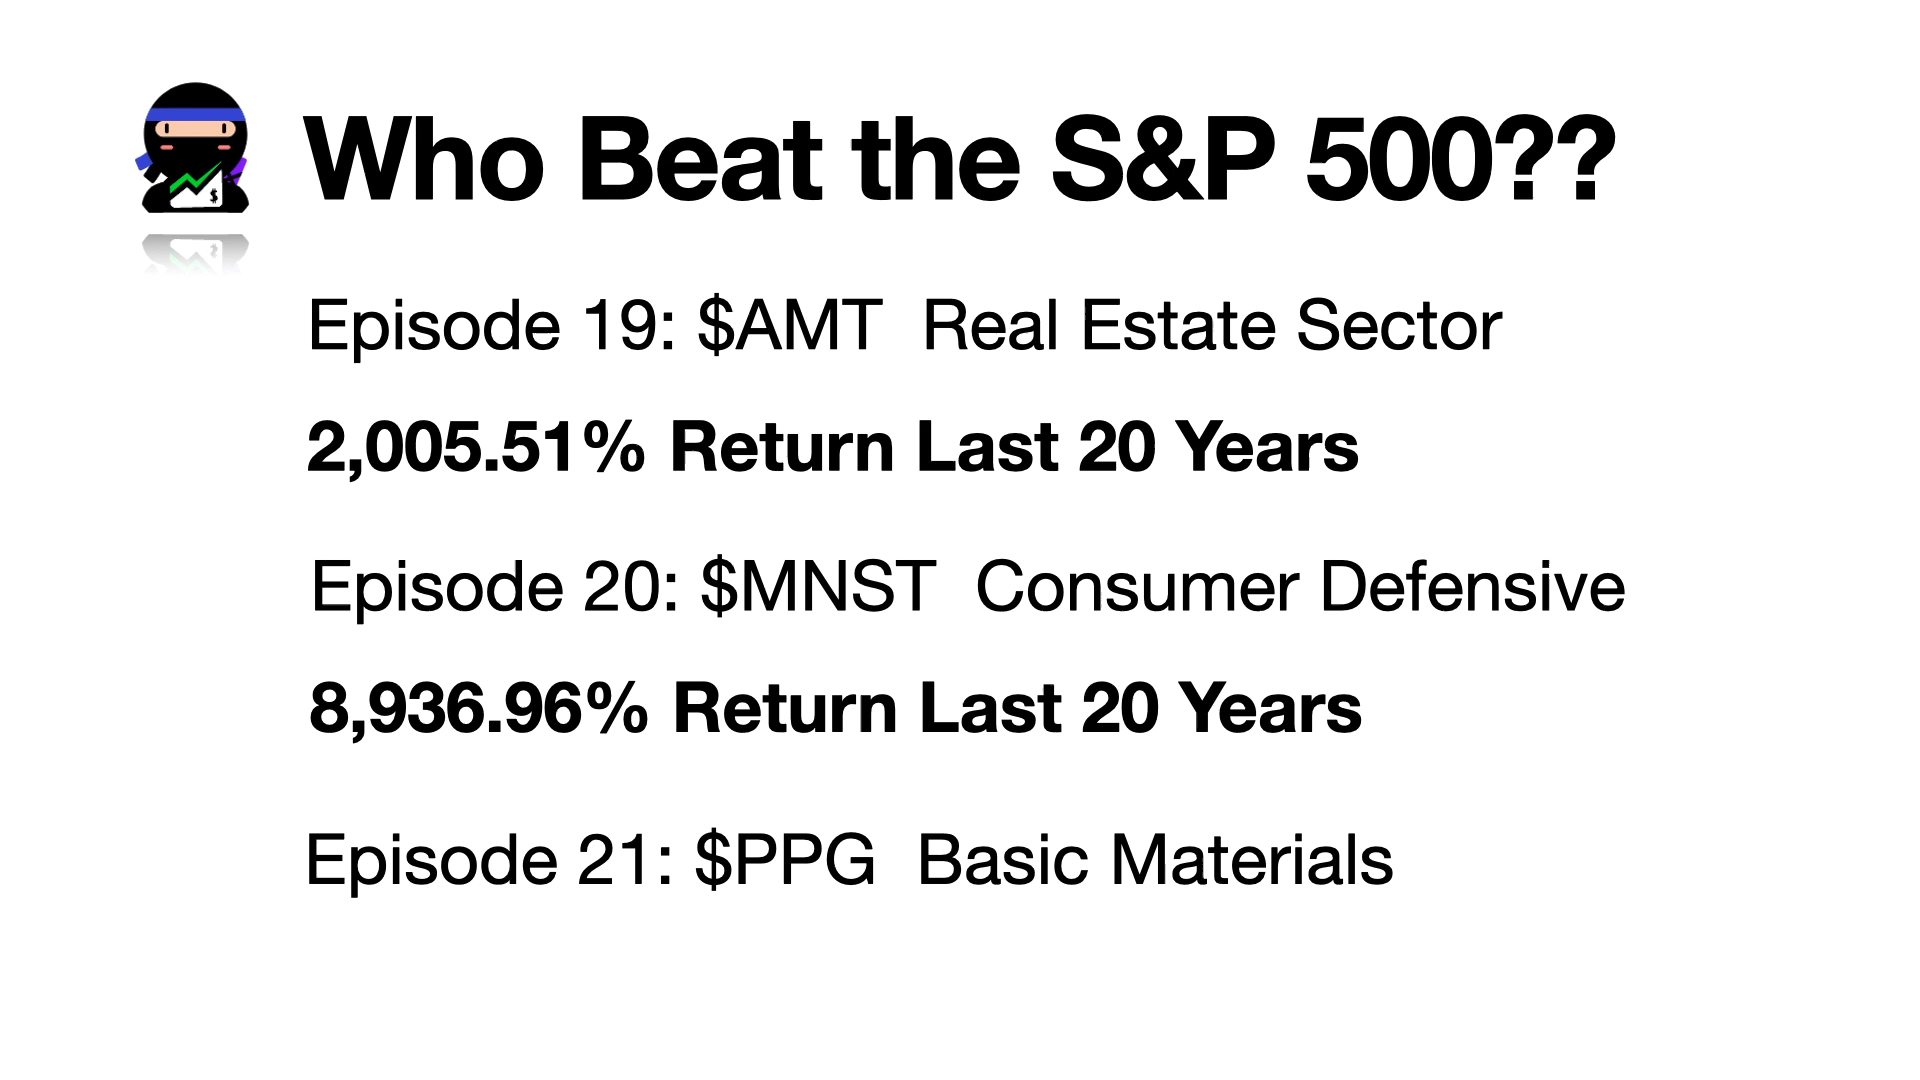 Who Beat the S&P 500??
Episode 19: $AMT  Real Estate Sector
2,005.51% Return Last 20 Years
Episode 20: $MNST  Consumer Defensive
8,936.96% Return Last 20 Years
Episode 21: $PPG  Basic Materials
$